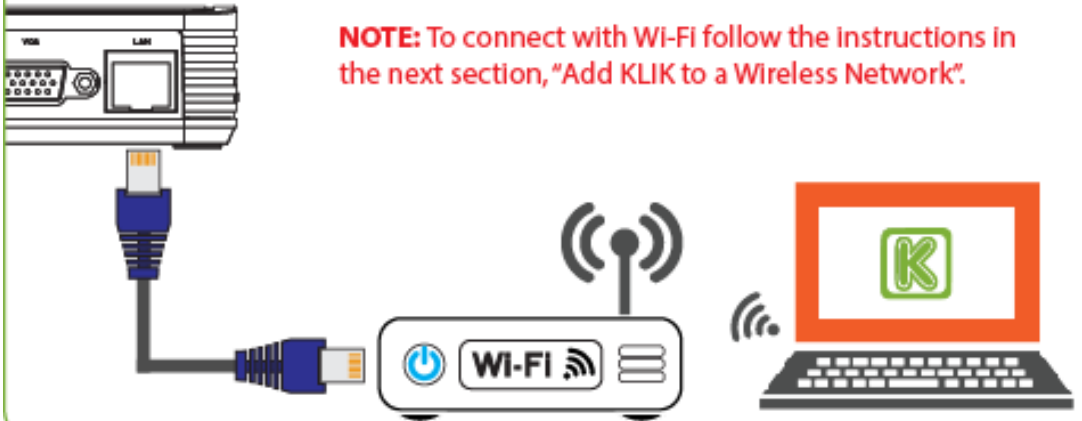 VGA
LAN
NOTE: To connect with Wi-Fi follow the instructions in
the next section, "Add KLIK to a Wireless Network".
K
Wi-Fi